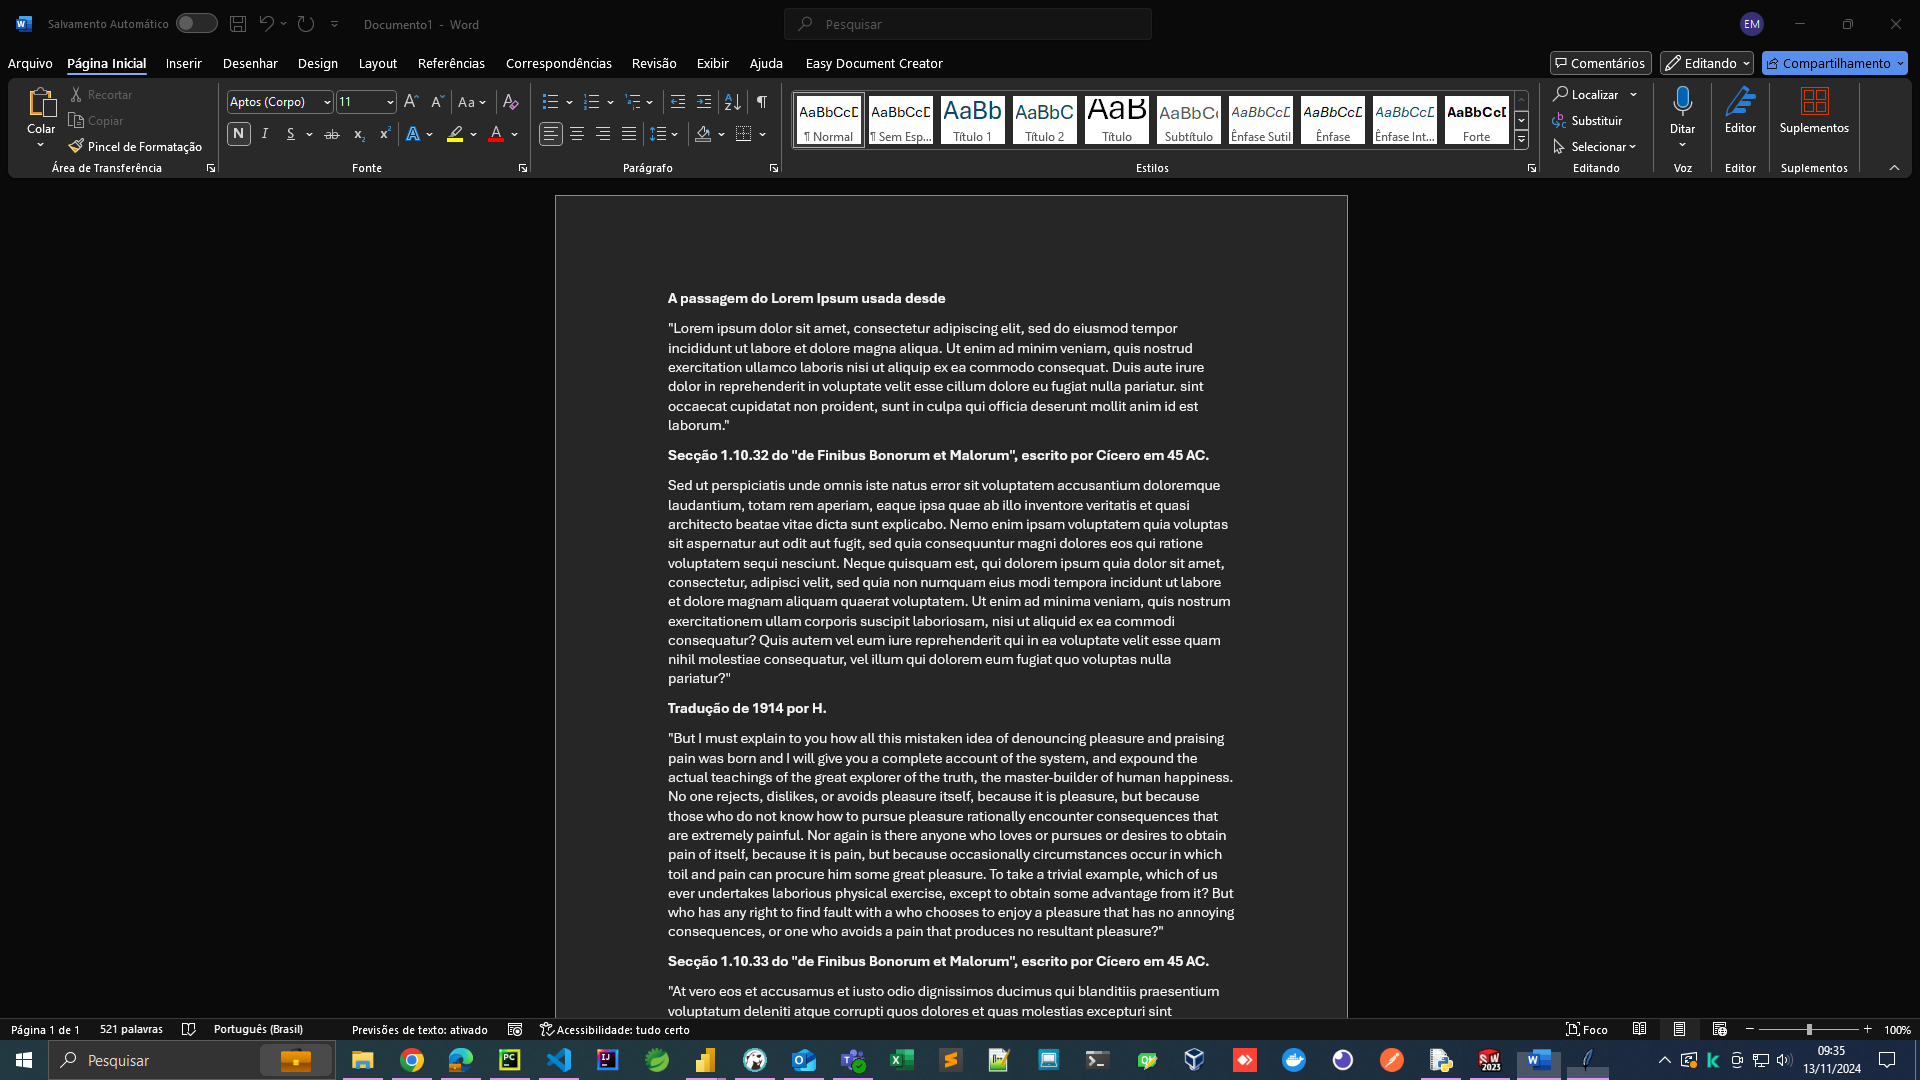 Salvamento Automático
Documento1 - Word
Pesquisar
EM
Arquivo Página Inicial Inserir Desenhar Design Layout Referências Correspondências Revisão Exibir Ajuda Easy Document Creator
Comentários Editando Compartilhamento
Colar
Recortar
Copiar
Pincel de Formatação
Área de Transferência
Aptos (Corpo) 11
Fonte
Parágrafo
¶ Normal
¶ Sem Esp...
Título 1
Título 2
Título
Subtítulo
Ênfase Sutil
Ênfase
Ênfase Int...
Forte
Estilos
Localizar
Substituir
Selecionar
Editando
Ditar
Voz
Editor
Editor
Suplementos
Suplementos
A passagem do Lorem Ipsum usada desde
"Lorem ipsum dolor sit amet, consectetur adipiscing elit, sed do eiusmod tempor
incididunt ut labore et dolore magna aliqua. Ut enim ad minim veniam, quis nostrud
exercitation ullamco laboris nisi ut aliquip ex ea commodo consequat. Duis aute irure
dolor in reprehenderit in voluptate velit esse cillum dolore eu fugiat nulla pariatur. sint
occaecat cupidatat non proident, sunt in culpa qui officia deserunt mollit anim id est
laborum."
Secção 1.10.32 do "de Finibus Bonorum et Malorum", escrito por Cícero em 45 AC.
Sed ut perspiciatis unde omnis iste natus error sit voluptatem accusantium doloremque
laudantium, totam rem aperiam, eaque ipsa quae ab illo inventore veritatis et quasi
architecto beatae vitae dicta sunt explicabo. Nemo enim ipsam voluptatem quia voluptas
sit aspernatur aut odit aut fugit, sed quia consequuntur magni dolores eos qui ratione
voluptatem sequi nesciunt. Neque quisquam est, qui dolorem ipsum quia dolor sit amet,
consectetur, adipisci velit, sed quia non numquam eius modi tempora incidunt ut labore
et dolore magnam aliquam quaerat voluptatem. Ut enim ad minima veniam, quis nostrum
exercitationem ullam corporis suscipit laboriosam, nisi ut aliquid ex ea commodi
consequatur? Quis autem vel eum iure reprehenderit qui in ea voluptate velit esse quam
nihil molestiae consequatur, vel illum qui dolorem eum fugiat quo voluptas nulla
pariatur?"
Tradução de 1914 por H.
"But I must explain to you how all this mistaken idea of denouncing pleasure and praising
pain was born and I will give you a complete account of the system, and expound the
actual teachings of the great explorer of the truth, the master-builder of human happiness.
No one rejects, dislikes, or avoids pleasure itself, because it is pleasure, but because
those who do not know how to pursue pleasure rationally encounter consequences that
are extremely painful. Nor again is there anyone who loves or pursues or desires to obtain
pain of itself, because it is pain, but because occasionally circumstances occur in which
toil and pain can procure him some great pleasure. To take a trivial example, which of us
ever undertakes laborious physical exercise, except to obtain some advantage from it? But
who has any right to find fault with a who chooses to enjoy a pleasure that has no annoying
consequences, or one who avoids a pain that produces no resultant pleasure?"
Secção 1.10.33 do "de Finibus Bonorum et Malorum", escrito por Cícero em 45 AC.
"At vero eos et accusamus et iusto odio dignissimos ducimus qui blanditiis praesentium
voluptatum deleniti atque corrupti quos dolores et quas molestias excepturi sint
Página 1 de 1 521 palavras Português (Brasil) Previsões de texto: ativado Acessibilidade: tudo certo Foco 100%
Pesquisar
09:35
13/11/2024